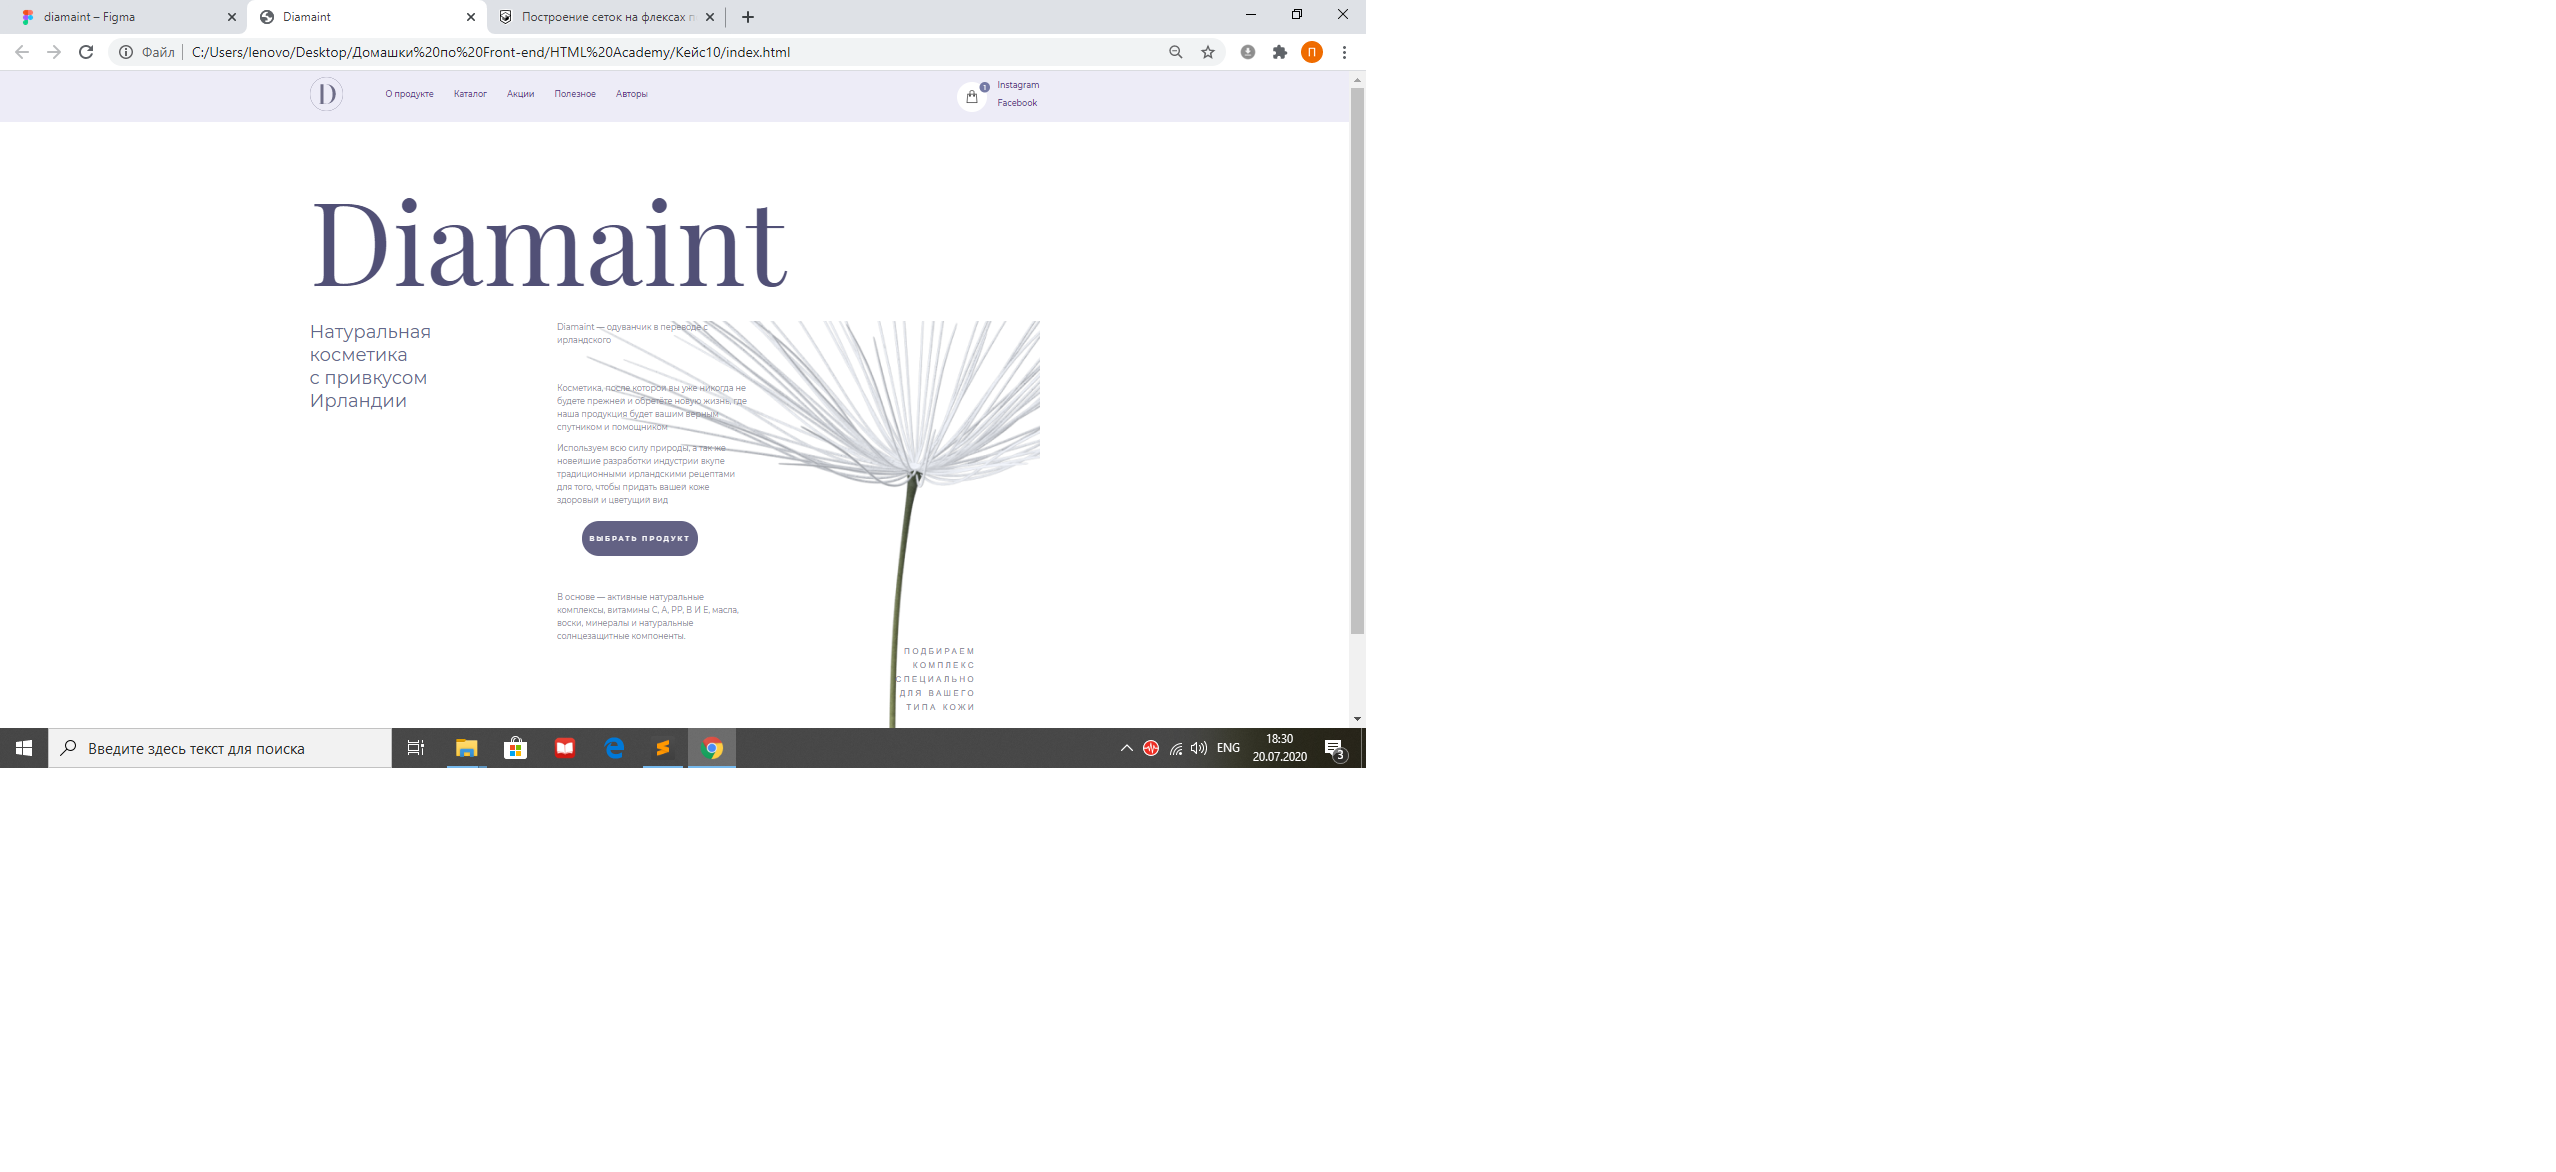 diamaint – Figma
Diamaint
Построение сеток на флексах п
Файл
C:/Users/lenovo/Desktop/Домашки%20по%20Front-end/HTML%20Academy/Кейс10/index.html
П
D
О продукте
Каталог
Акции
Полезное
Авторы
1
Instagram
Facebook
Diamaint
Натуральная
косметика
с привкусом
Ирландии
Diamaint — одуванчик в переводе с
ирландского
Косметика, после которой вы уже никогда не
будете прежней и обретёте новую жизнь, где
наша продукция будет вашим верным
спутником и помощником
Используем всю силу природы, а так же
новейшие разработки индустрии вкупе
традиционными ирландскими рецептами
для того, чтобы придать вашей коже
здоровый и цветущий вид
ВЫБРАТЬ ПРОДУКТ
В основе — активные натуральные
комплексы, витамины С, А, РР, В И Е, масла,
воски, минералы и натуральные
солнцезащитные компоненты.
ПОДБИРАЕМ
КОМПЛЕКС
СПЕЦИАЛЬНО
ДЛЯ ВАШЕГО
ТИПА КОЖИ
Введите здесь текст для поиска
ENG
18:30
20.07.2020
3